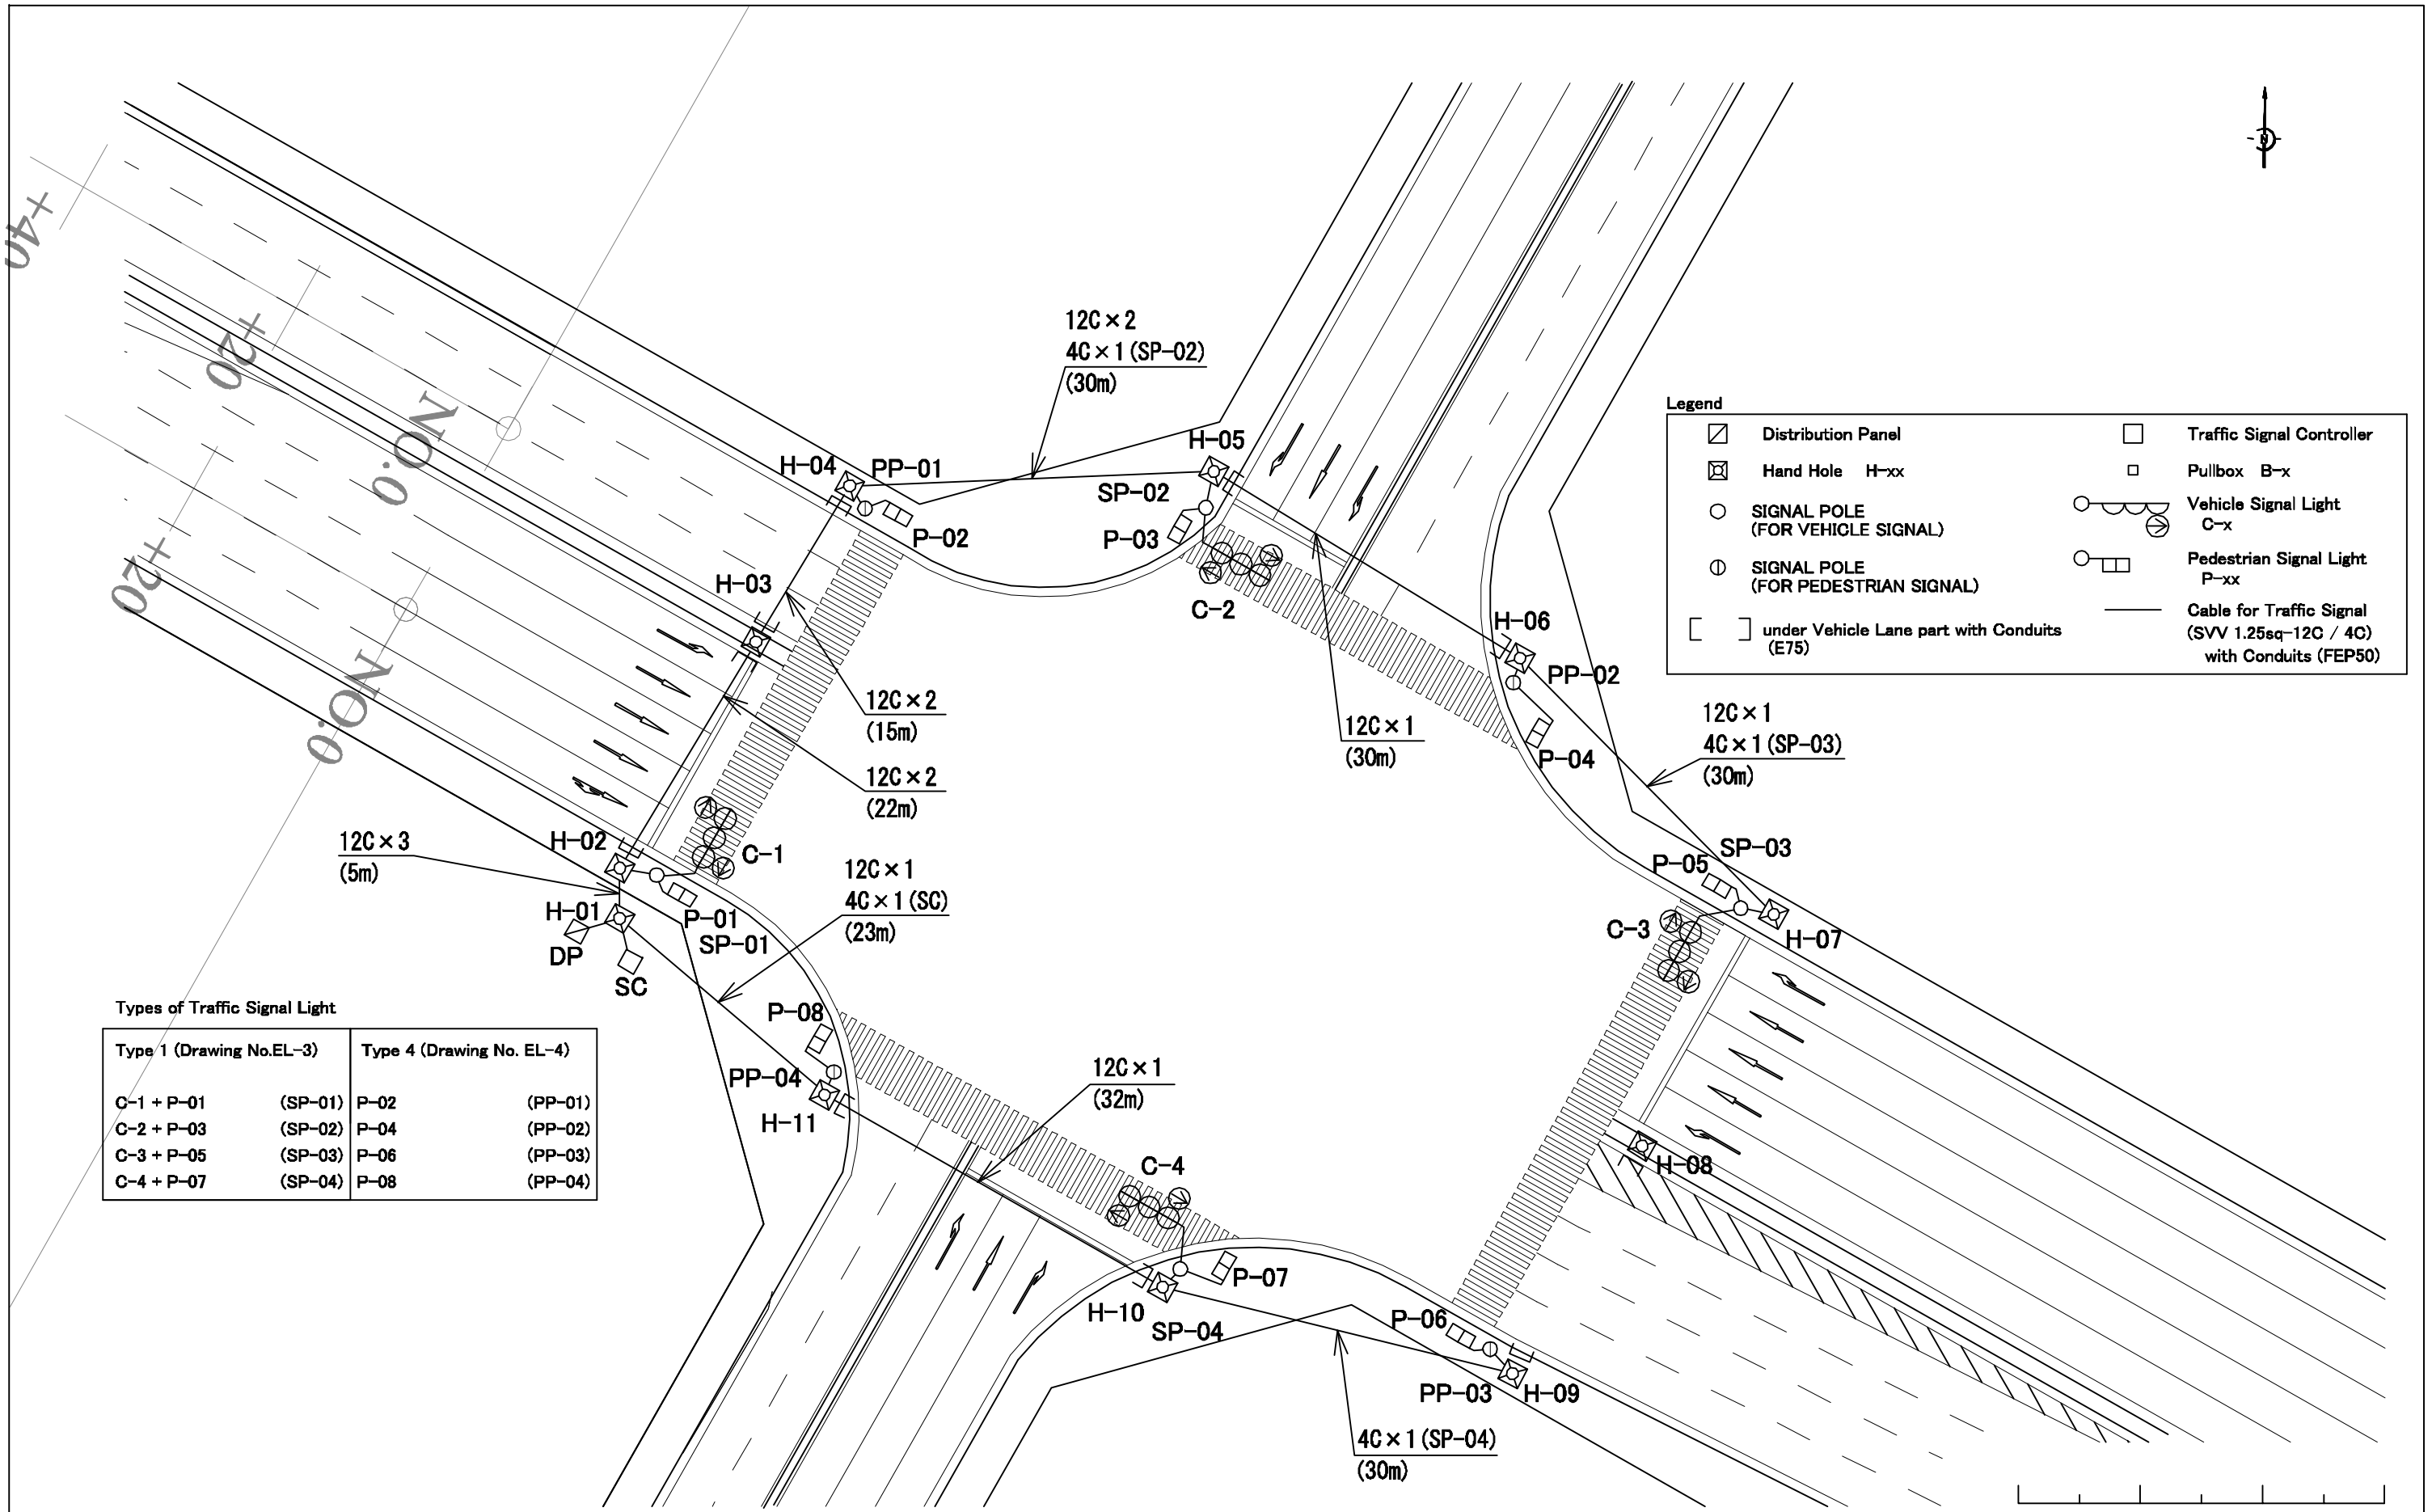 +40
+20
NO.0
+20
NO.0
N
12C×2
4C×1(SP-02)
(30m)
H-05
H-04
PP-01
SP-02
P-02
P-03
H-03
C-2
H-06
PP-02
P-04
12C×2
(15m)
12C×2
(22m)
12C×1
(30m)
12C×1
4C×1(SP-03)
(30m)
Legend
Distribution Panel
Traffic Signal Controller
Hand Hole H-xx
Pullbox B-x
SIGNAL POLE
(FOR VEHICLE SIGNAL)
Vehicle Signal Light
C-x
SIGNAL POLE
(FOR PEDESTRIAN SIGNAL)
Pedestrian Signal Light
P-xx
under Vehicle Lane part with Conduits
(E75)
Cable for Traffic Signal
(SVV 1.25sq-12C / 4C)
with Conduits (FEP50)
12C×3
(5m)
H-02
C-1
H-01
P-01
SP-01
DP
SC
12C×1
4C×1(SC)
(23m)
SP-03
P-05
C-3
H-07
P-08
PP-04
H-11
12C×1
(32m)
C-4
H-08
P-07
H-10
SP-04
P-06
PP-03
H-09
4C×1(SP-04)
(30m)
Types of Traffic Signal Light
Type 1 (Drawing No.EL-3) Type 4 (Drawing No. EL-4)
C-1 + P-01 (SP-01) P-02 (PP-01)
C-2 + P-03 (SP-02) P-04 (PP-02)
C-3 + P-05 (SP-03) P-06 (PP-03)
C-4 + P-07 (SP-04) P-08 (PP-04)